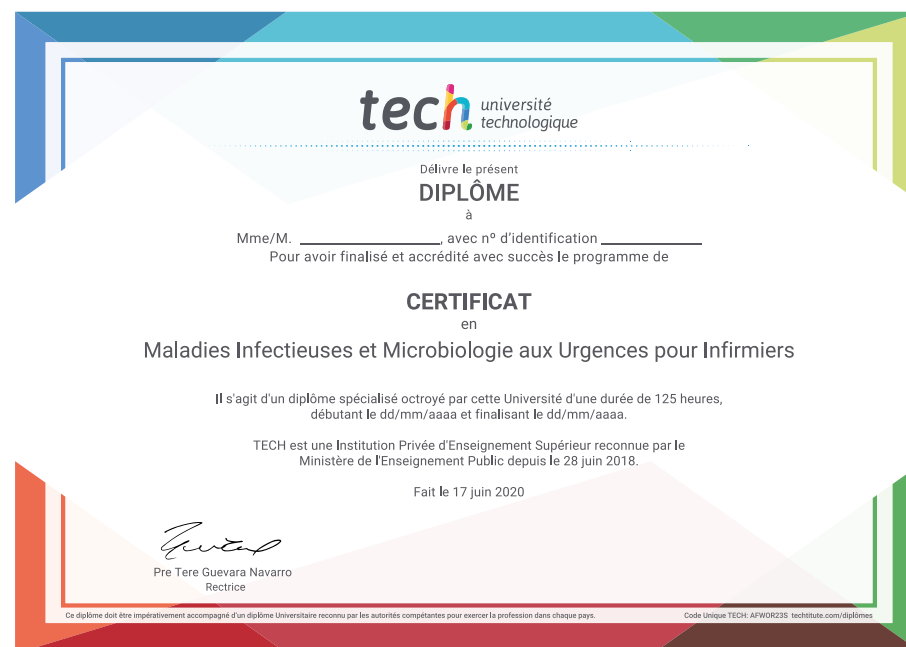 tech université
technologique
Délivre le présent
DIPLÔME
à
Mme/M. ____________________, avec nº d'identification ______________
Pour avoir finalisé et accrédité avec succès le programme de
CERTIFICAT
en
Maladies Infectieuses et Microbiologie aux Urgences pour Infirmiers
Il s'agit d'un diplôme spécialisé octroyé par cette Université d'une durée de 125 heures,
débutant le dd/mm/aaaa et finalisant le dd/mm/aaaa.
TECH est une Institution Privée d'Enseignement Supérieur reconnue par le
Ministère de l'Enseignement Public depuis le 28 juin 2018.
Fait le 17 juin 2020
Pre Tere Guevara Navarro
Rectrice
Ce diplôme doit être impérativement accompagné d'un diplôme Universitaire reconnu par les autorités compétantes pour exercer la profession dans chaque pays.
Code Unique TECH: AFWOR23S techtitute.com/diplômes